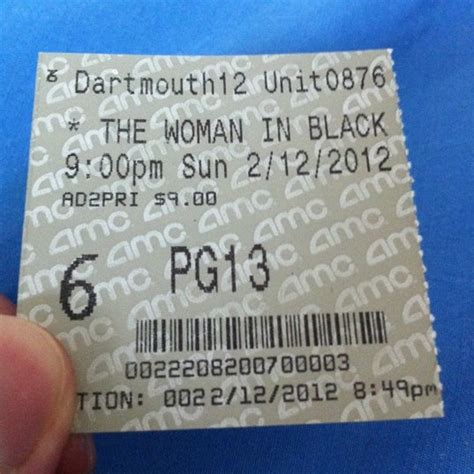 Dartmouth12 Unit0876
* THE WOMAN IN BLACK
9:00pm Sun 2/12/2012
AD2PRI $9.00
6 PG13
0022208200700003
TION: 0022/12/2012 8:49pm